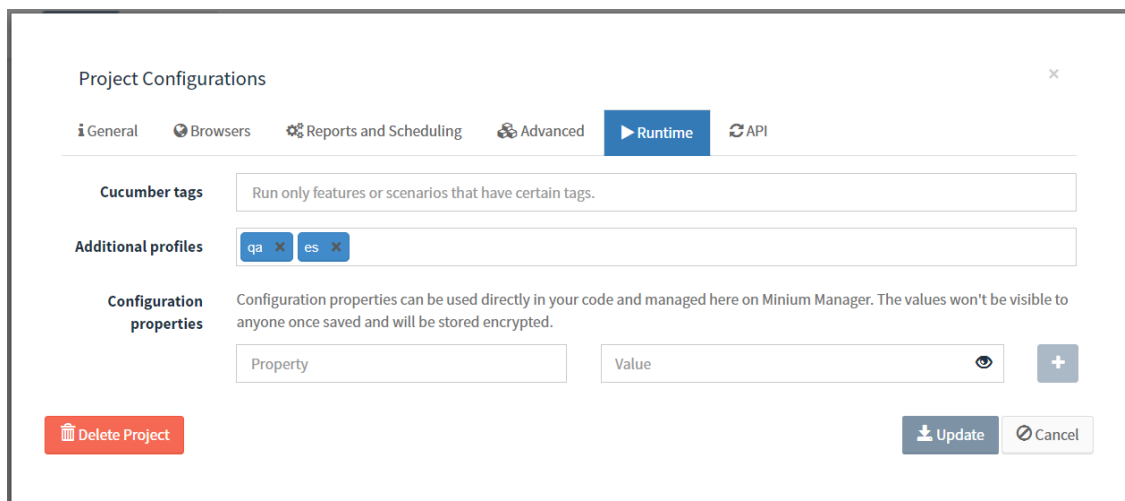 Project Configurations ×
General Browsers Reports and Scheduling Advanced Runtime API
Cucumber tags Run only features or scenarios that have certain tags.
Additional profiles qa × es ×
Configuration properties
Configuration properties can be used directly in your code and managed here on Minium Manager. The values won't be visible to
anyone once saved and will be stored encrypted.
Property Value +
Delete Project Update Cancel